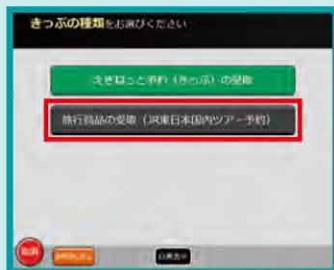 きっぷの種類をお選びください
えきねっと予約(きっぷ)の受取
旅行商品の受取(JR東日本国内ツアー予約)
取消